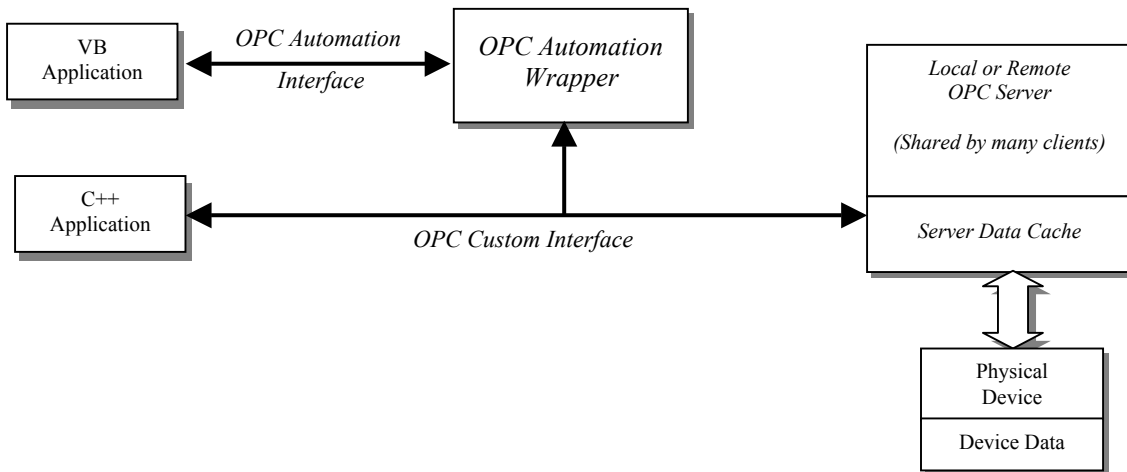 VB
Application
OPC Automation
Interface
OPC Automation
Wrapper
Local or Remote
OPC Server
(Shared by many clients)
C++
Application
OPC Custom Interface
Server Data Cache
Physical
Device
Device Data